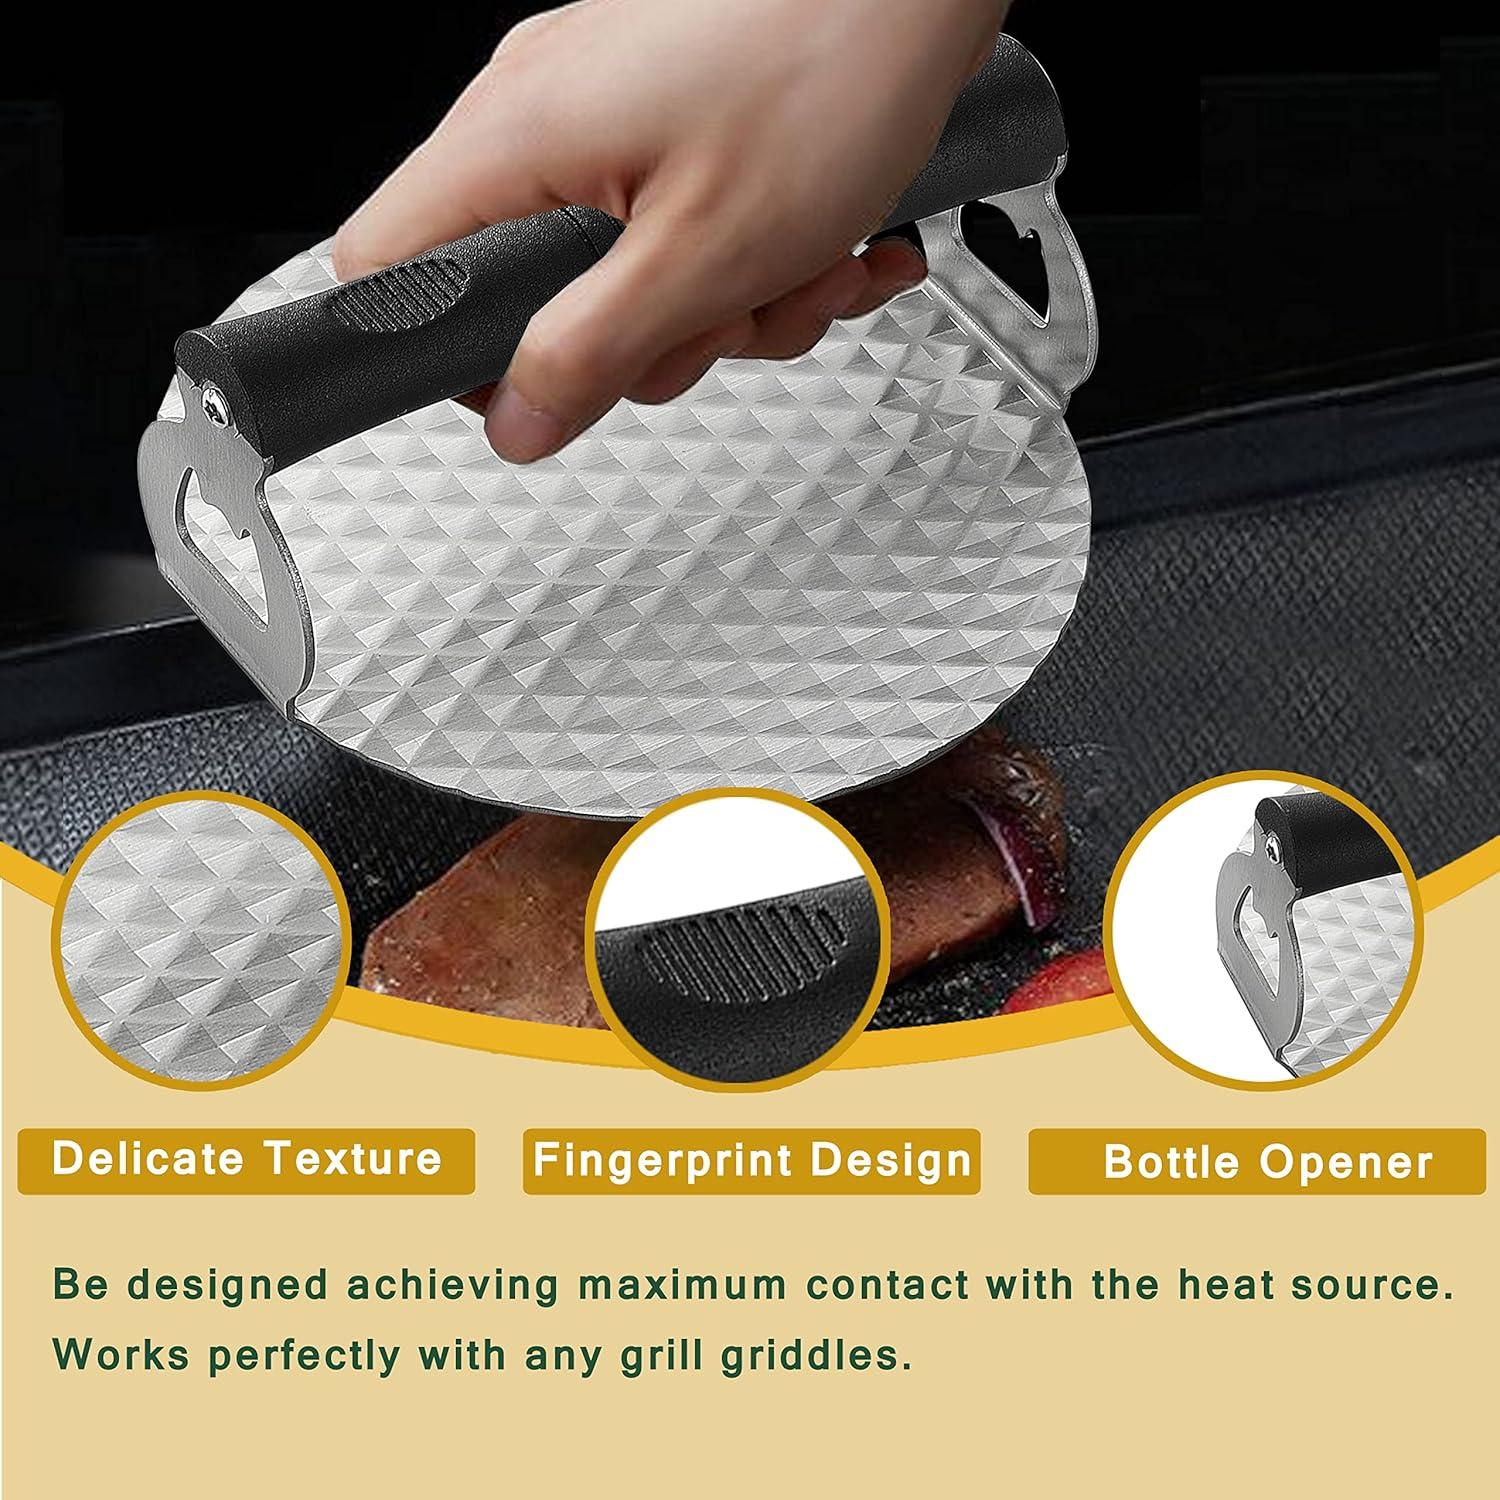 Delicate Texture
Fingerprint Design
Bottle Opener
Be designed achieving maximum contact with the heat source.
Works perfectly with any grill griddles.